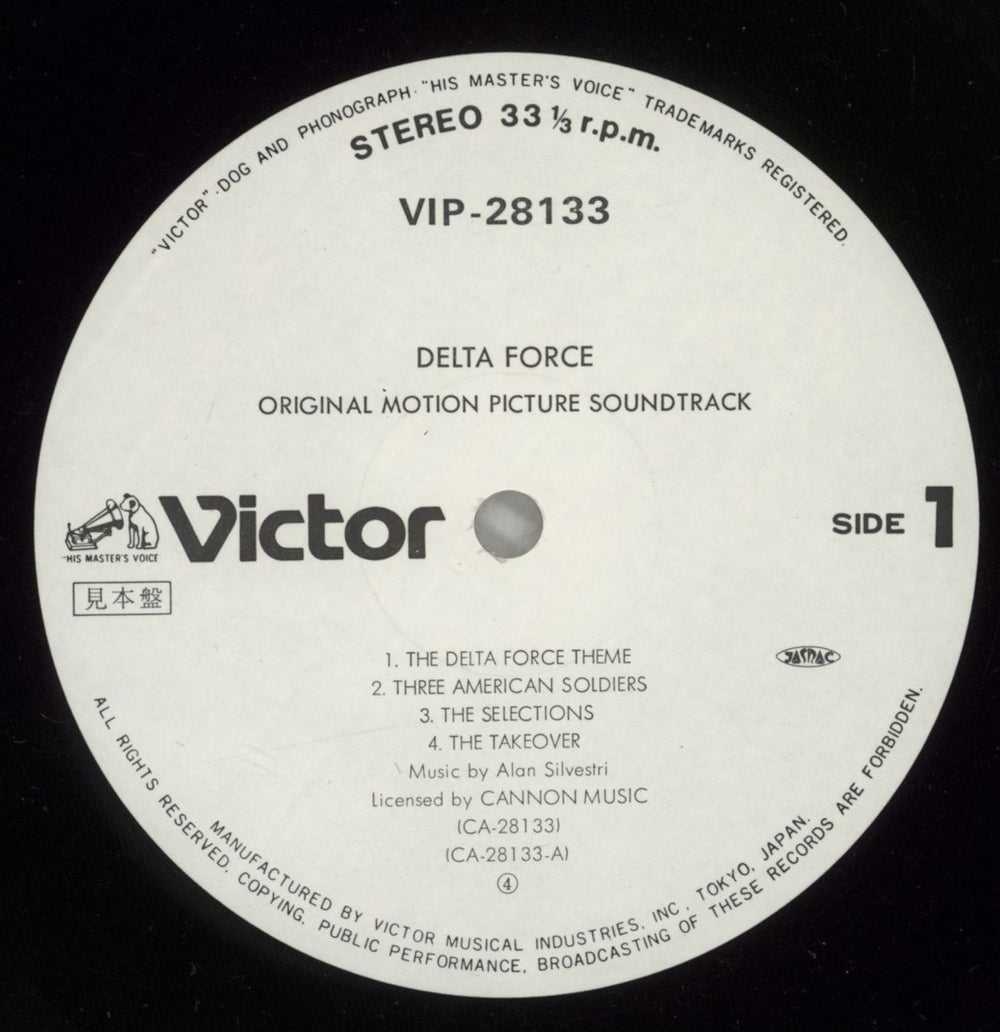 "VICTOR" · DOG AND PHONOGRAPH · "HIS MASTER'S VOICE" TRADEMARKS REGISTERED.
STEREO 33 ⅓ r.p.m.
VIP-28133
DELTA FORCE
ORIGINAL MOTION PICTURE SOUNDTRACK
Victor
"HIS MASTER'S VOICE
SIDE 1
見本盤
1. THE DELTA FORCE THEME
JASRAC
2. THREE AMERICAN SOLDIERS
3. THE SELECTIONS
4. THE TAKEOVER
Music by Alan Silvestri
Licensed by CANNON MUSIC
(CA-28133)
(CA-28133-A)
④
MANUFACTURED BY VICTOR MUSICAL INDUSTRIES, INC. TOKYO, JAPAN.
ALL RIGHTS RESERVED. COPYING, PUBLIC PERFORMANCE, BROADCASTING OF THESE RECORDS ARE FORBIDDEN.